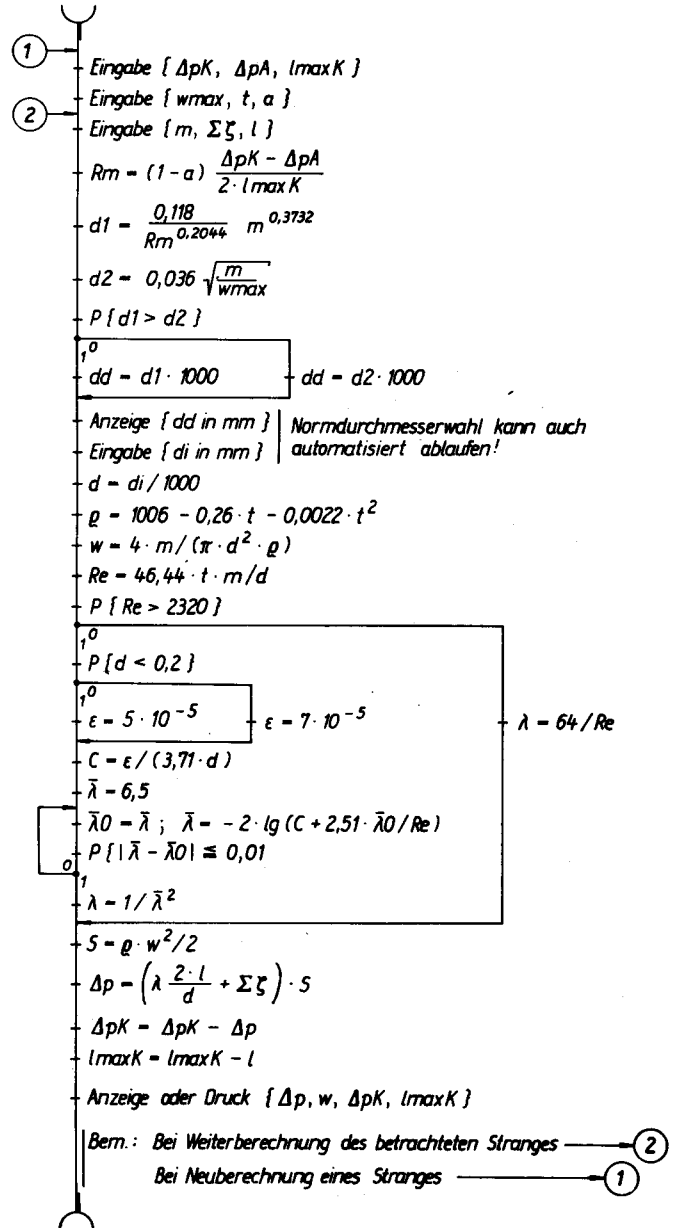 1
Eingabe { ΔpK, ΔpA, lmaxK }
Eingabe { wmax, t, a }
2
Eingabe { m, Σζ, l }
Rm = (1-a) (ΔpK - ΔpA) / (2 · lmaxK)
d1 = 0,118 / Rm^0,2044 m^0,3732
d2 = 0,036 √(m / wmax)
P { d1 > d2 }
1 0
dd = d1 · 1000 dd = d2 · 1000
Anzeige { dd in mm } Normdurchmesserwahl kann auch
Eingabe { di in mm } automatisiert ablaufen!
d = di / 1000
ϱ = 1006 - 0,26 · t - 0,0022 · t²
w = 4 · m / (π · d² · ϱ)
Re = 46,44 · t · m/d
P { Re > 2320 }
1 0
P { d < 0,2 }
1 0
ε = 5 · 10⁻⁵ ε = 7 · 10⁻⁵ λ = 64 / Re
C = ε / (3,71 · d)
λ̄ = 6,5
λ̄0 = λ̄ ; λ̄ = - 2 · lg (C + 2,51 · λ̄0 / Re)
P { | λ̄ - λ̄0 | ≦ 0,01
0 1
λ = 1 / λ̄²
S = ϱ · w² / 2
Δp = (λ (2 · l) / d + Σζ) · S
ΔpK = ΔpK - Δp
lmaxK = lmaxK - l
Anzeige oder Druck { Δp, w, ΔpK, lmaxK }
Bem.: Bei Weiterberechnung des betrachteten Stranges 2
Bei Neuberechnung eines Stranges 1